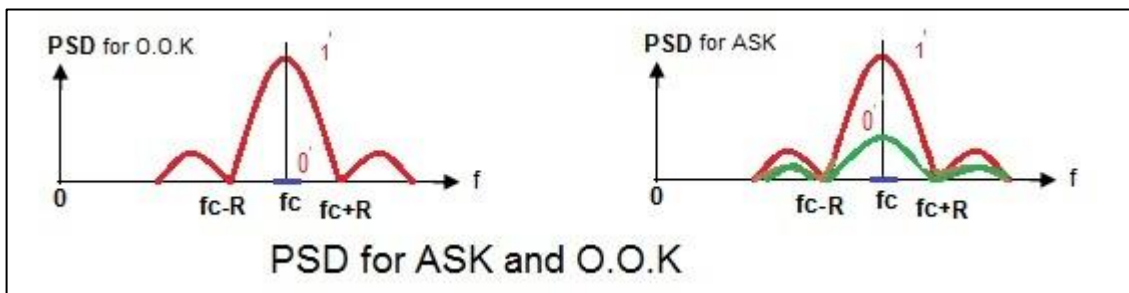 PSD for O.O.K
1'
0'
f
0
fc-R
fc
fc+R
PSD for ASK
1'
0'
f
0
fc-R
fc
fc+R
PSD for ASK and O.O.K